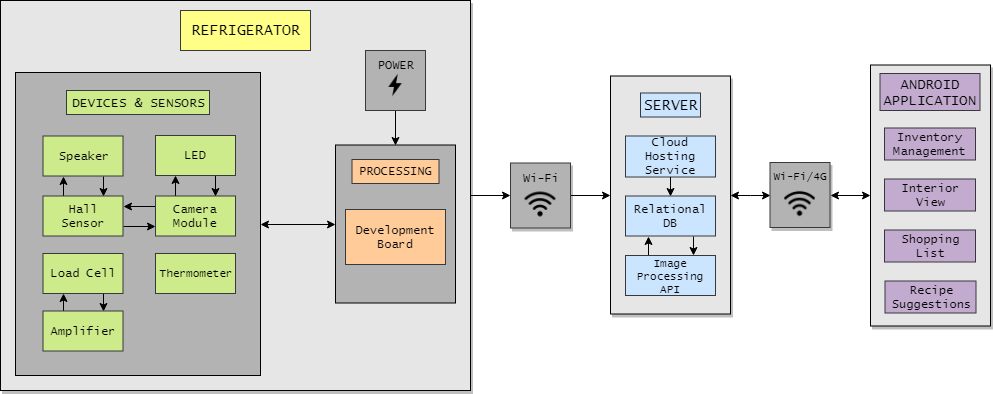 REFRIGERATOR
DEVICES & SENSORS
Speaker
LED
Hall
Sensor
Camera
Module
Load Cell
Thermometer
Amplifier
POWER
PROCESSING
Development
Board
Wi-Fi
SERVER
Cloud
Hosting
Service
Relational
DB
Image
Processing
API
Wi-Fi/4G
ANDROID
APPLICATION
Inventory
Management
Interior
View
Shopping
List
Recipe
Suggestions